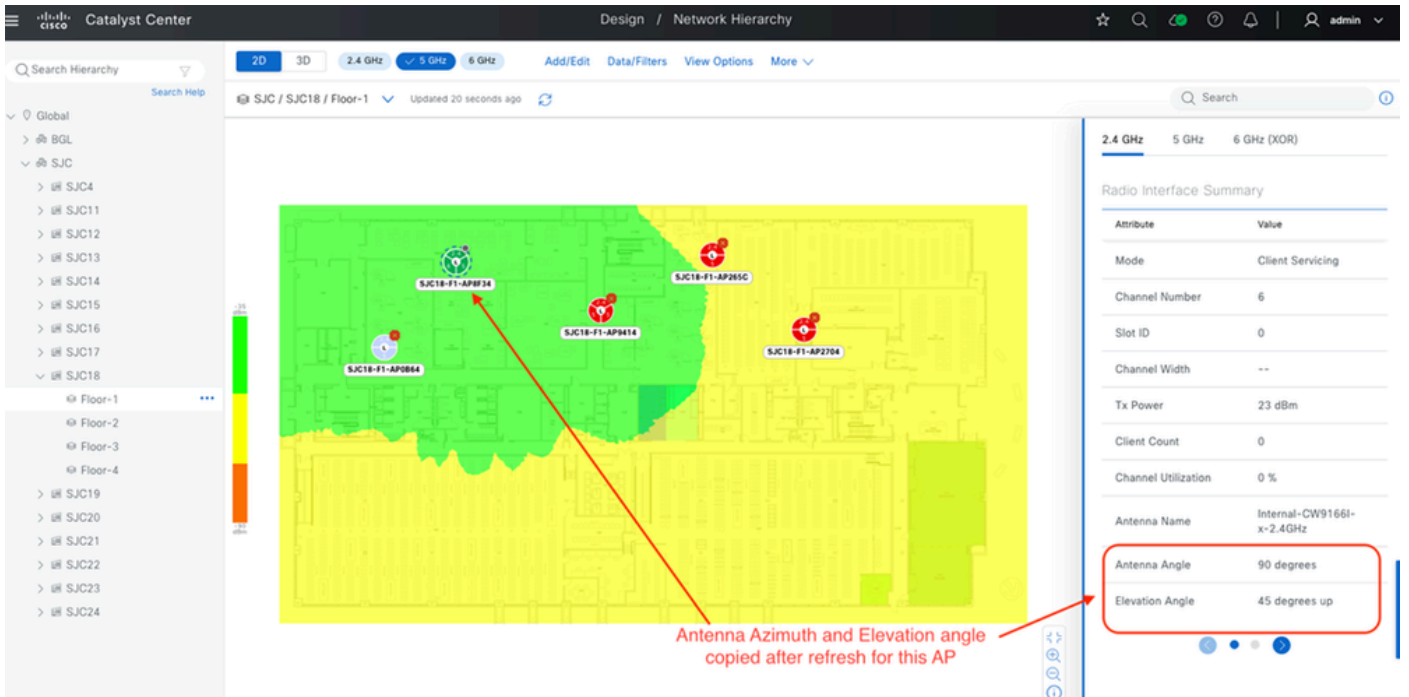 cisco Catalyst Center
Design / Network Hierarchy
admin
Search Hierarchy
Search Help
Global
BGL
SJC
SJC4
SJC11
SJC12
SJC13
SJC14
SJC15
SJC16
SJC17
SJC18
Floor-1
Floor-2
Floor-3
Floor-4
SJC19
SJC20
SJC21
SJC22
SJC23
SJC24
2D 3D 2.4 GHz 5 GHz 6 GHz Add/Edit Data/Filters View Options More
SJC / SJC18 / Floor-1 Updated 20 seconds ago
Search
-35
dBm
-90
dBm
SJC18-F1-AP8F34
SJC18-F1-AP265C
SJC18-F1-AP9414
SJC18-F1-AP2704
SJC18-F1-AP0B64
Antenna Azimuth and Elevation angle
copied after refresh for this AP
2.4 GHz 5 GHz 6 GHz (XOR)
Radio Interface Summary
Attribute Value
Mode Client Servicing
Channel Number 6
Slot ID 0
Channel Width --
Tx Power 23 dBm
Client Count 0
Channel Utilization 0 %
Antenna Name Internal-CW9166I-
x-2.4GHz
Antenna Angle 90 degrees
Elevation Angle 45 degrees up